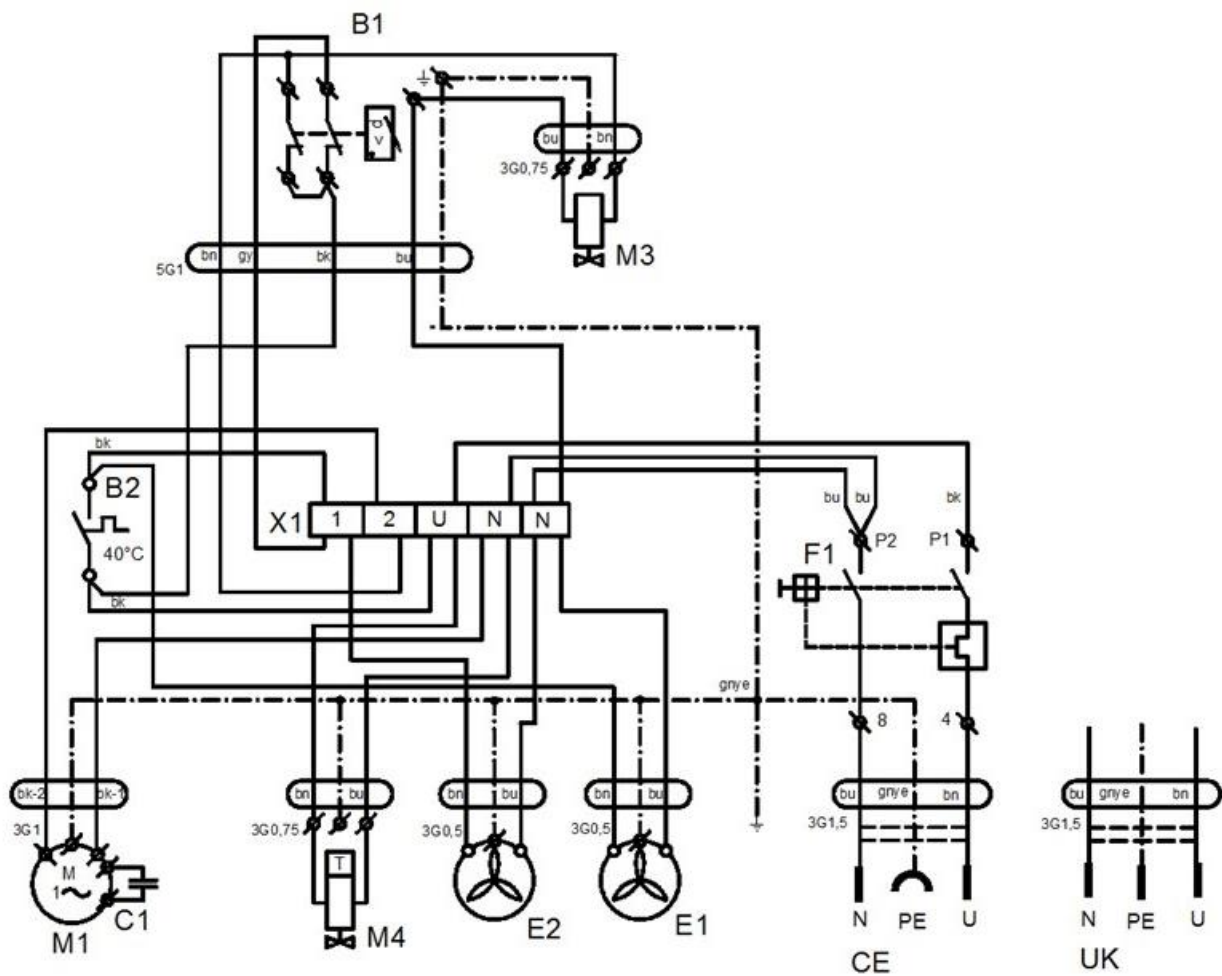 B1
p
v
bu
bn
3G0,75
M3
bn
gy
bk
bu
5G1
bk
B2
40°C
bk
X1
1 2 U N N
bu
bu
bk
P2
P1
F1
gnye
8
4
bk-2
bk-1
3G1
M
1
C1
M1
bn
bu
3G0,75
T
M4
bn
bu
3G0,5
E2
bn
bu
3G0,5
E1
bu
gnye
bn
3G1,5
N PE U
CE
bu
gnye
bn
3G1,5
N PE U
UK